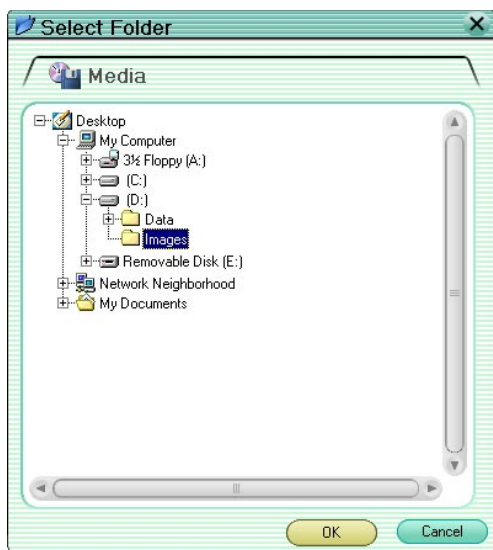 Select Folder
Media
Desktop
My Computer
3½ Floppy (A:)
(C:)
(D:)
Data
Images
Removable Disk (E:)
Network Neighborhood
My Documents
OK
Cancel